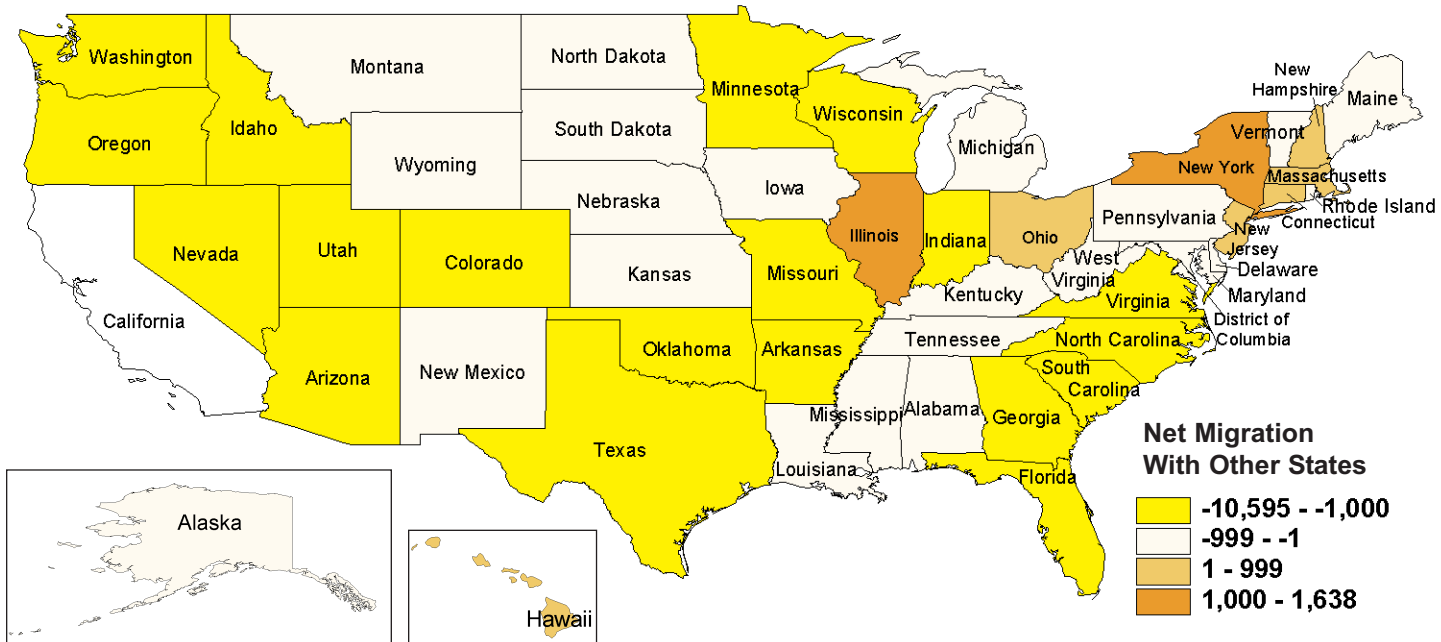 Washington
Oregon
Idaho
Montana
North Dakota
South Dakota
Wyoming
Nebraska
Minnesota
Wisconsin
Michigan
Iowa
Illinois
Indiana
Ohio
Pennsylvania
New York
Vermont
New
Hampshire
Maine
Massachusetts
Rhode Island
Connecticut
New
Jersey
Delaware
Maryland
District of
Columbia
West
Virginia
Virginia
Kentucky
Tennessee
North Carolina
South
Carolina
Georgia
Florida
Alabama
Mississippi
Louisiana
Arkansas
Missouri
Kansas
Oklahoma
Texas
New Mexico
Colorado
Utah
Nevada
Arizona
California
Alaska
Hawaii
Net Migration
With Other States
-10,595 - -1,000
-999 - -1
1 - 999
1,000 - 1,638